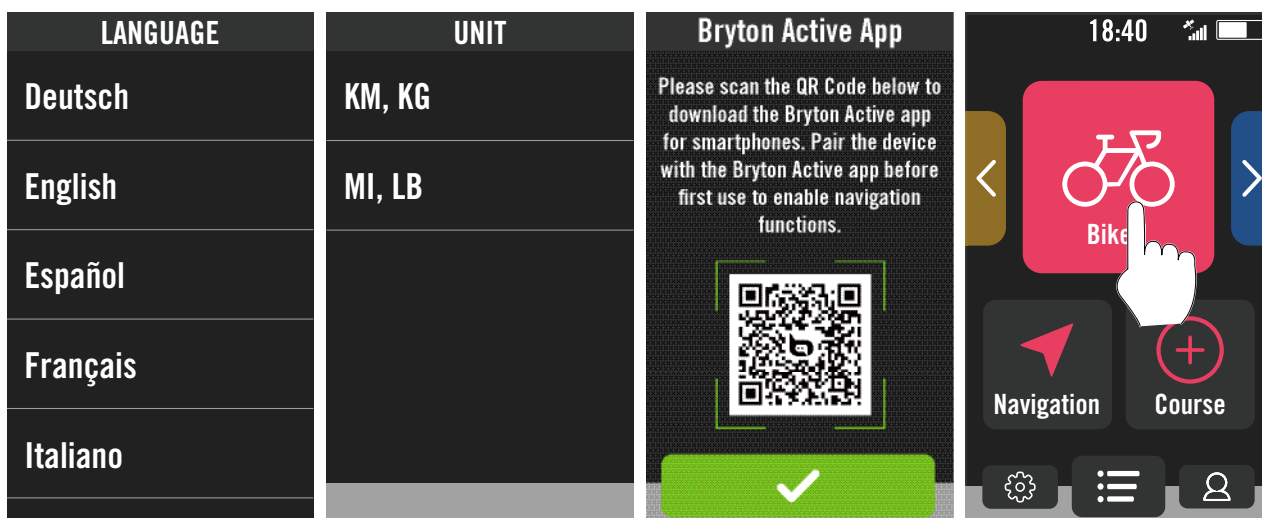 LANGUAGE
Deutsch
English
Español
Français
Italiano
UNIT
KM, KG
MI, LB
Bryton Active App
Please scan the QR Code below to
download the Bryton Active app
for smartphones. Pair the device
with the Bryton Active app before
first use to enable navigation
functions.
18:40
Bike
Navigation
Course